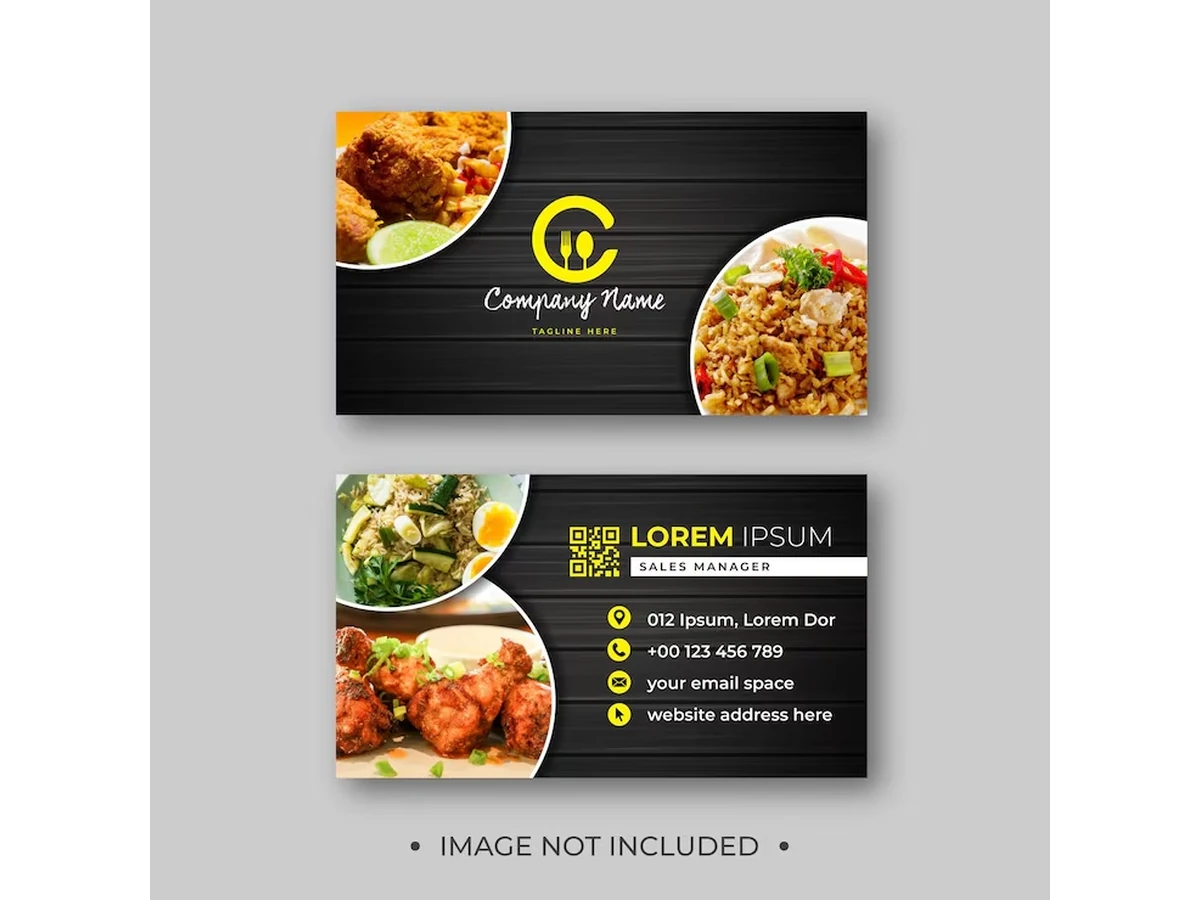 Company Name
TAGLINE HERE
LOREM IPSUM
SALES MANAGER
012 Ipsum, Lorem Dor
+00 123 456 789
your email space
website address here
• IMAGE NOT INCLUDED •